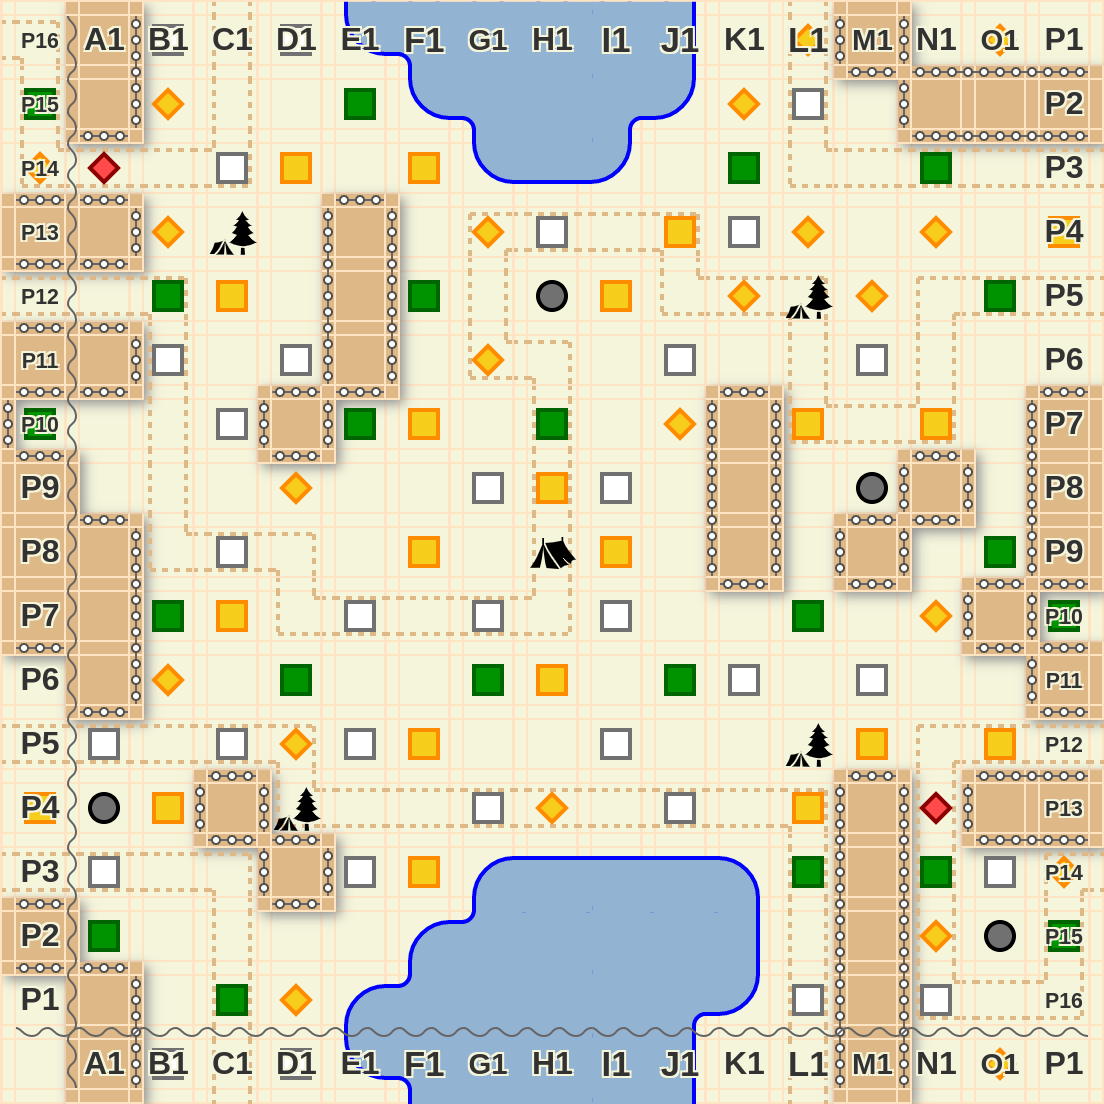 P16 A1 B1 C1 D1 E1 F1 G1 H1 I1 J1 K1 L1 M1 N1 O1 P1
P15 P2
P14 P3
P13 P4
P12 P5
P11 P6
P10 P7
P9 P8
P8 P9
P7 P10
P6 P11
P5 P12
P4 P13
P3 P14
P2 P15
P1 P16
A1 B1 C1 D1 E1 F1 G1 H1 I1 J1 K1 L1 M1 N1 O1 P1